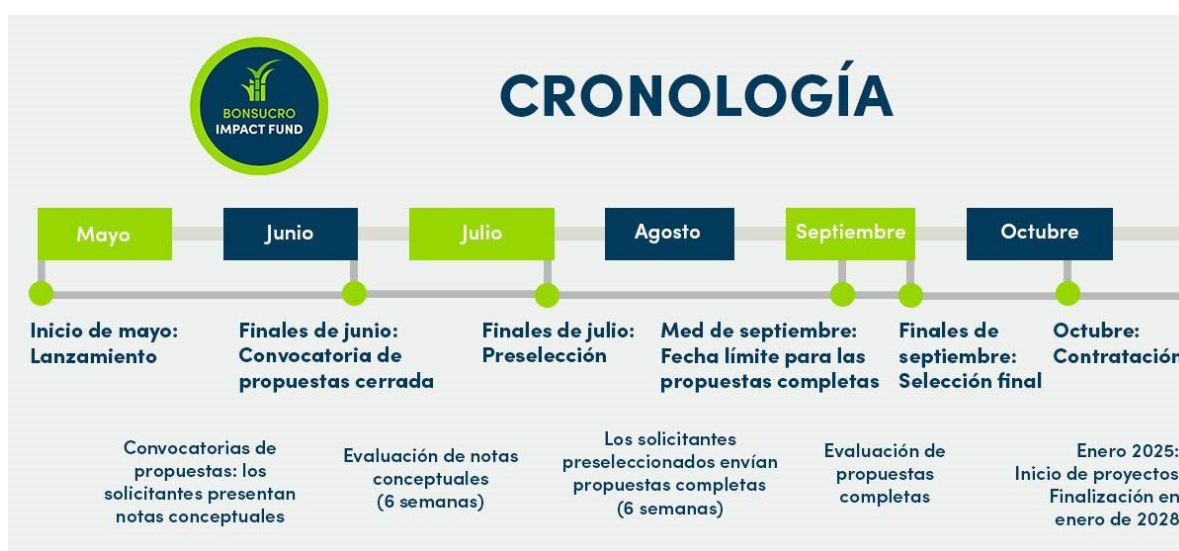 BONSUCRO
IMPACT FUND
CRONOLOGÍA
Mayo
Junio
Julio
Agosto
Septiembre
Octubre
Inicio de mayo:
Lanzamiento
Finales de junio:
Convocatoria de
propuestas cerrada
Finales de julio:
Preselección
Med de septiembre:
Fecha límite para las
propuestas completas
Finales de
septiembre:
Selección final
Octubre:
Contratación
Convocatorias de
propuestas: los
solicitantes presentan
notas conceptuales
Evaluación de notas
conceptuales
(6 semanas)
Los solicitantes
preseleccionados envían
propuestas completas
(6 semanas)
Evaluación de
propuestas
completas
Enero 2025:
Inicio de proyectos
Finalización en
enero de 2028